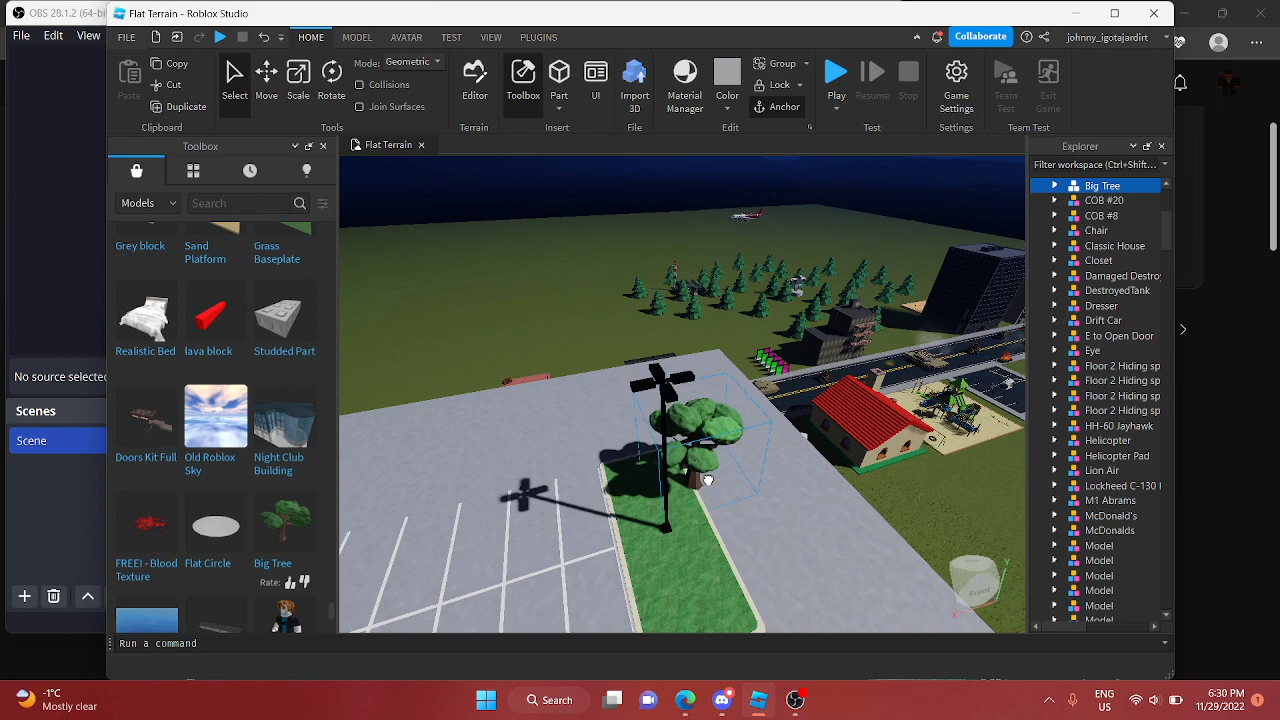 OBS 28.1.2 (64-bit
File Edit View
No source selected
Scenes
Scene
Flat Terrain - Roblox Studio
FILE HOME MODEL AVATAR TEST VIEW PLUGINS
Collaborate
johnny_igotajardirt
Paste
Copy
Cut
Duplicate
Clipboard
Select
Move
Scale
Rotate
Mode: Geometric
Collisions
Join Surfaces
Tools
Editor
Terrain
Toolbox
Part
UI
Insert
Import
3D
File
Material
Manager
Color
Group
Lock
Anchor
Edit
Play
Resume
Stop
Test
Game
Settings
Settings
Team
Test
Exit
Game
Team Test
Toolbox
Models
Search
Grey block
Sand
Platform
Grass
Baseplate
Realistic Bed
lava block
Studded Part
Doors Kit Full
Old Roblox
Sky
Night Club
Building
FREE! - Blood
Texture
Flat Circle
Big Tree
Rate:
Flat Terrain
Front
X
Y
Explorer
Filter workspace (Ctrl+Shift...
Big Tree
COB #20
COB #8
Chair
Classic House
Closet
Damaged Destro
DestroyedTank
Dresser
Drift Car
E to Open Door
Eye
Floor 2 Hiding sp
Floor 2 Hiding sp
Floor 2 Hiding sp
Floor 2 Hiding sp
HH-60 Jayhawk
Helicopter
Helicopter Pad
Lion Air
Lockheed C-130 H
M1 Abrams
McDonald's
McDonalds
Model
Model
Model
Model
Model
Model
Run a command
-1°C
Mostly clear
Search
ENG
US
6:30 PM
11/29/2022
1